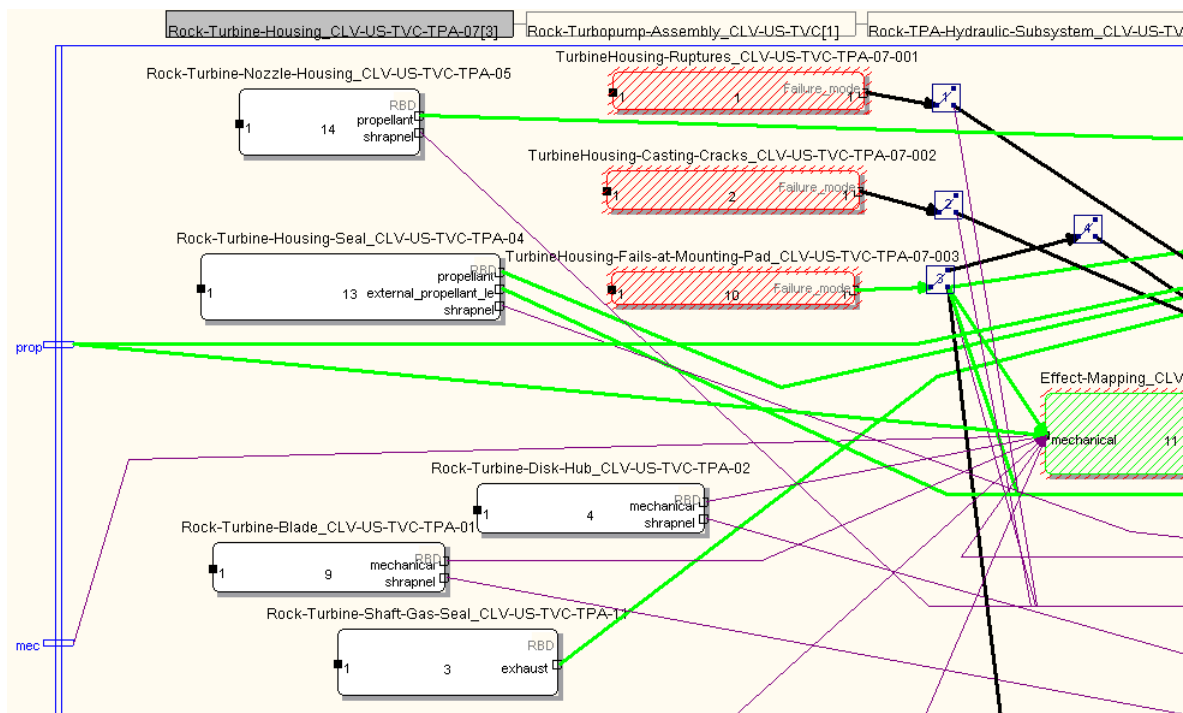 Rock-Turbine-Housing_CLV-US-TVC-TPA-07[3]
Rock-Turbopump-Assembly_CLV-US-TVC[1]
Rock-TPA-Hydraulic-Subsystem_CLV-US-TV
Rock-Turbine-Nozzle-Housing_CLV-US-TVC-TPA-05
RBD
propellant
shrapnel
1
14
TurbineHousing-Ruptures_CLV-US-TVC-TPA-07-001
Failure_mode
1
1
1
1
TurbineHousing-Casting-Cracks_CLV-US-TVC-TPA-07-002
Failure_mode
1
2
1
2
Rock-Turbine-Housing-Seal_CLV-US-TVC-TPA-04
RBD
propellant
external_propellant_le
shrapnel
1
13
4
TurbineHousing-Fails-at-Mounting-Pad_CLV-US-TVC-TPA-07-003
Failure_mode
1
10
1
3
prop
Effect-Mapping_CLV
mechanical
11
Rock-Turbine-Disk-Hub_CLV-US-TVC-TPA-02
RBD
mechanical
shrapnel
1
4
Rock-Turbine-Blade_CLV-US-TVC-TPA-01
RBD
mechanical
shrapnel
1
9
Rock-Turbine-Shaft-Gas-Seal_CLV-US-TVC-TPA-11
RBD
exhaust
1
3
mec